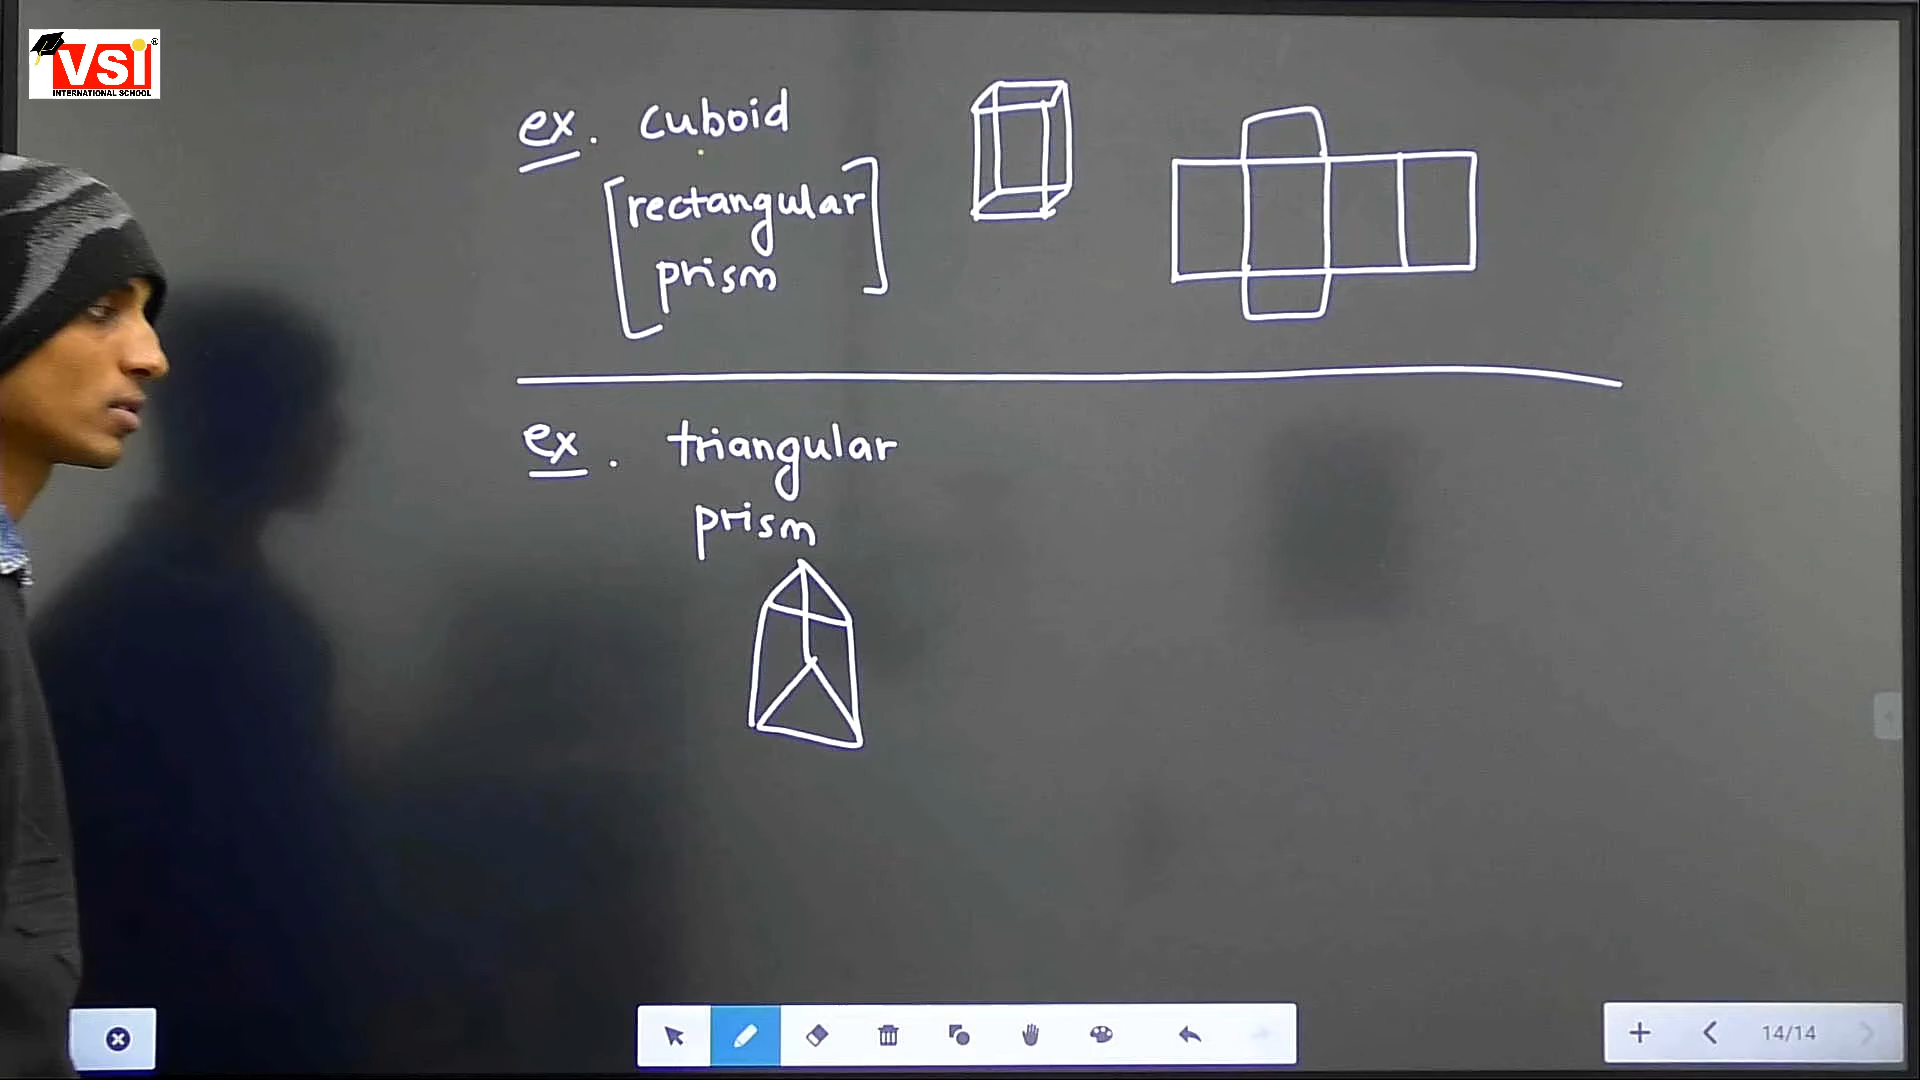 VSI
INTERNATIONAL SCHOOL
ex. cuboid
[rectangular
prism]
ex. triangular
prism
14/14